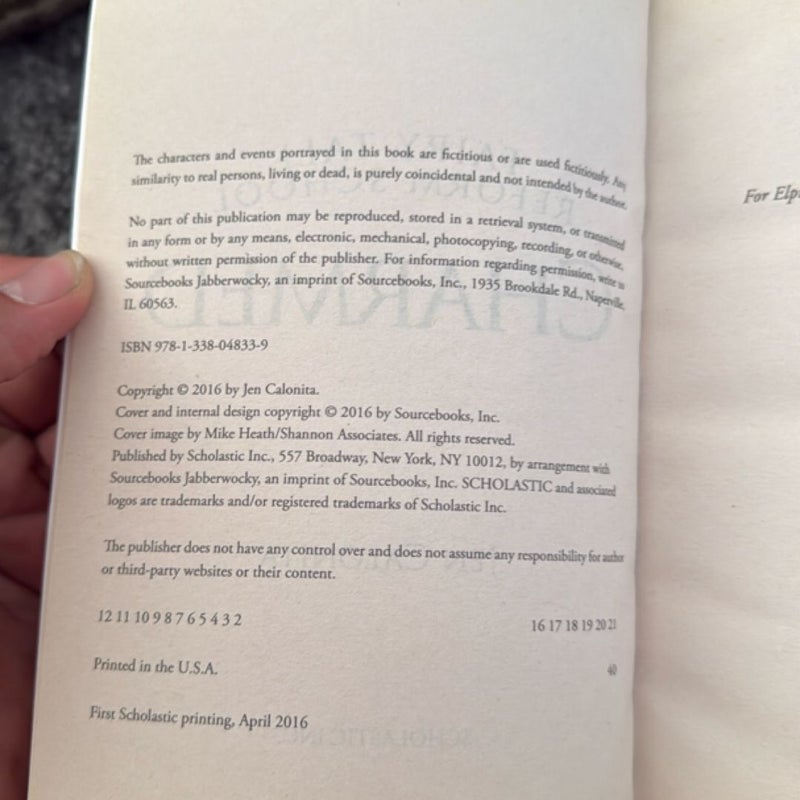 The characters and events portrayed in this book are fictitious or are used fictitiously. Any
similarity to real persons, living or dead, is purely coincidental and not intended by the author.
No part of this publication may be reproduced, stored in a retrieval system, or transmitted
in any form or by any means, electronic, mechanical, photocopying, recording, or otherwise,
without written permission of the publisher. For information regarding permission, write to
Sourcebooks Jabberwocky, an imprint of Sourcebooks, Inc., 1935 Brookdale Rd., Naperville,
IL 60563.
ISBN 978-1-338-04833-9
Copyright © 2016 by Jen Calonita.
Cover and internal design copyright © 2016 by Sourcebooks, Inc.
Cover image by Mike Heath/Shannon Associates. All rights reserved.
Published by Scholastic Inc., 557 Broadway, New York, NY 10012, by arrangement with
Sourcebooks Jabberwocky, an imprint of Sourcebooks, Inc. SCHOLASTIC and associated
logos are trademarks and/or registered trademarks of Scholastic Inc.
The publisher does not have any control over and does not assume any responsibility for author
or third-party websites or their content.
12 11 10 9 8 7 6 5 4 3 2 16 17 18 19 20 21
Printed in the U.S.A. 40
First Scholastic printing, April 2016
For Elp